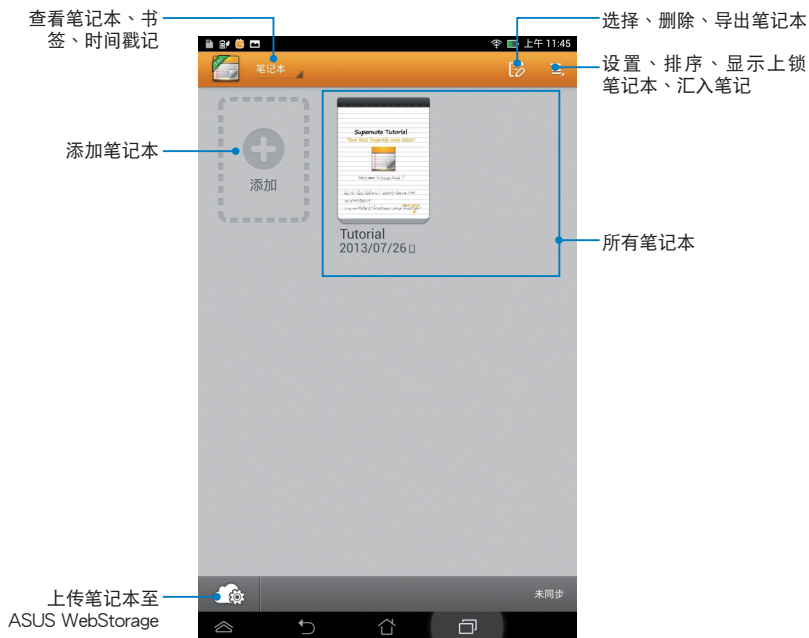 查看笔记本、书
签、时间戳记
选择、删除、导出笔记本
上午 11:45
笔记本
设置、排序、显示上锁
笔记本、汇入笔记
添加笔记本
添加
Supernote Tutorial
Tutorial
2013/07/26
所有笔记本
上传笔记本至
ASUS WebStorage
未同步